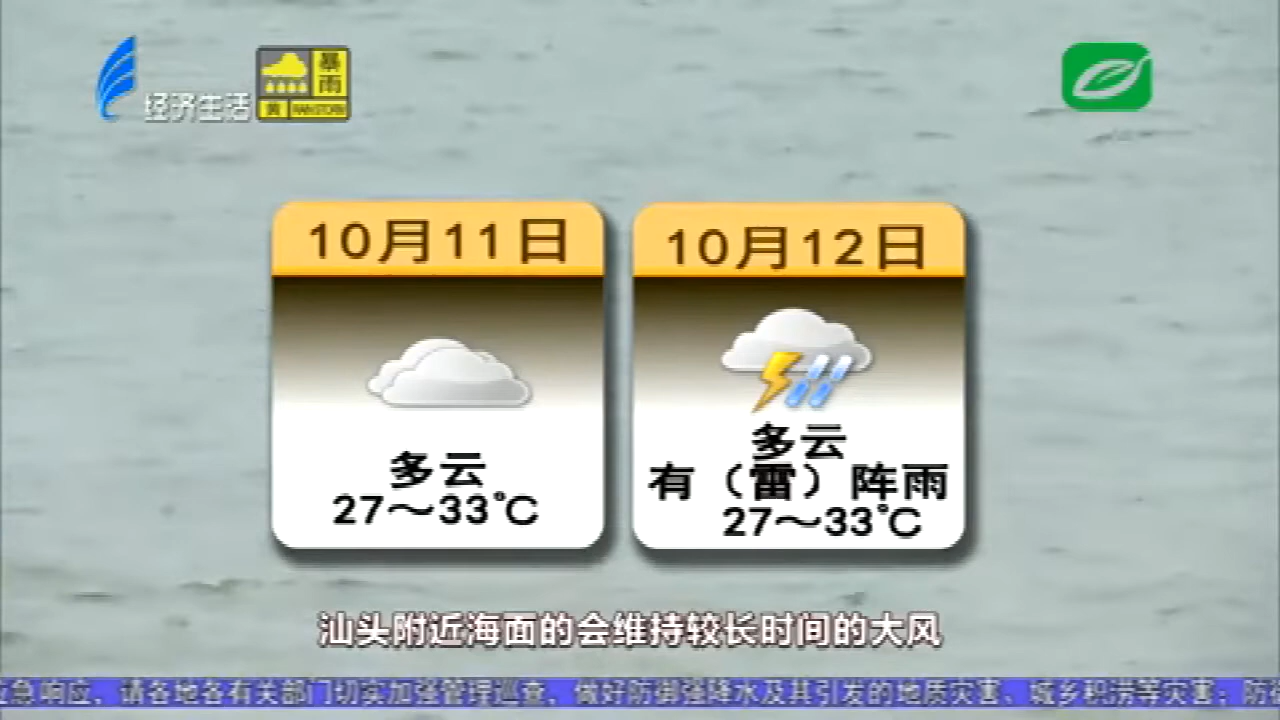 经济生活
暴雨
黄 RAINSTORM
10月11日
多云
27～33℃
10月12日
多云
有（雷）阵雨
27～33℃
汕头附近海面的会维持较长时间的大风
急响应，请各地各有关部门切实加强管理巡查，做好防御强降水及其引发的地质灾害、城乡积涝等灾害；防